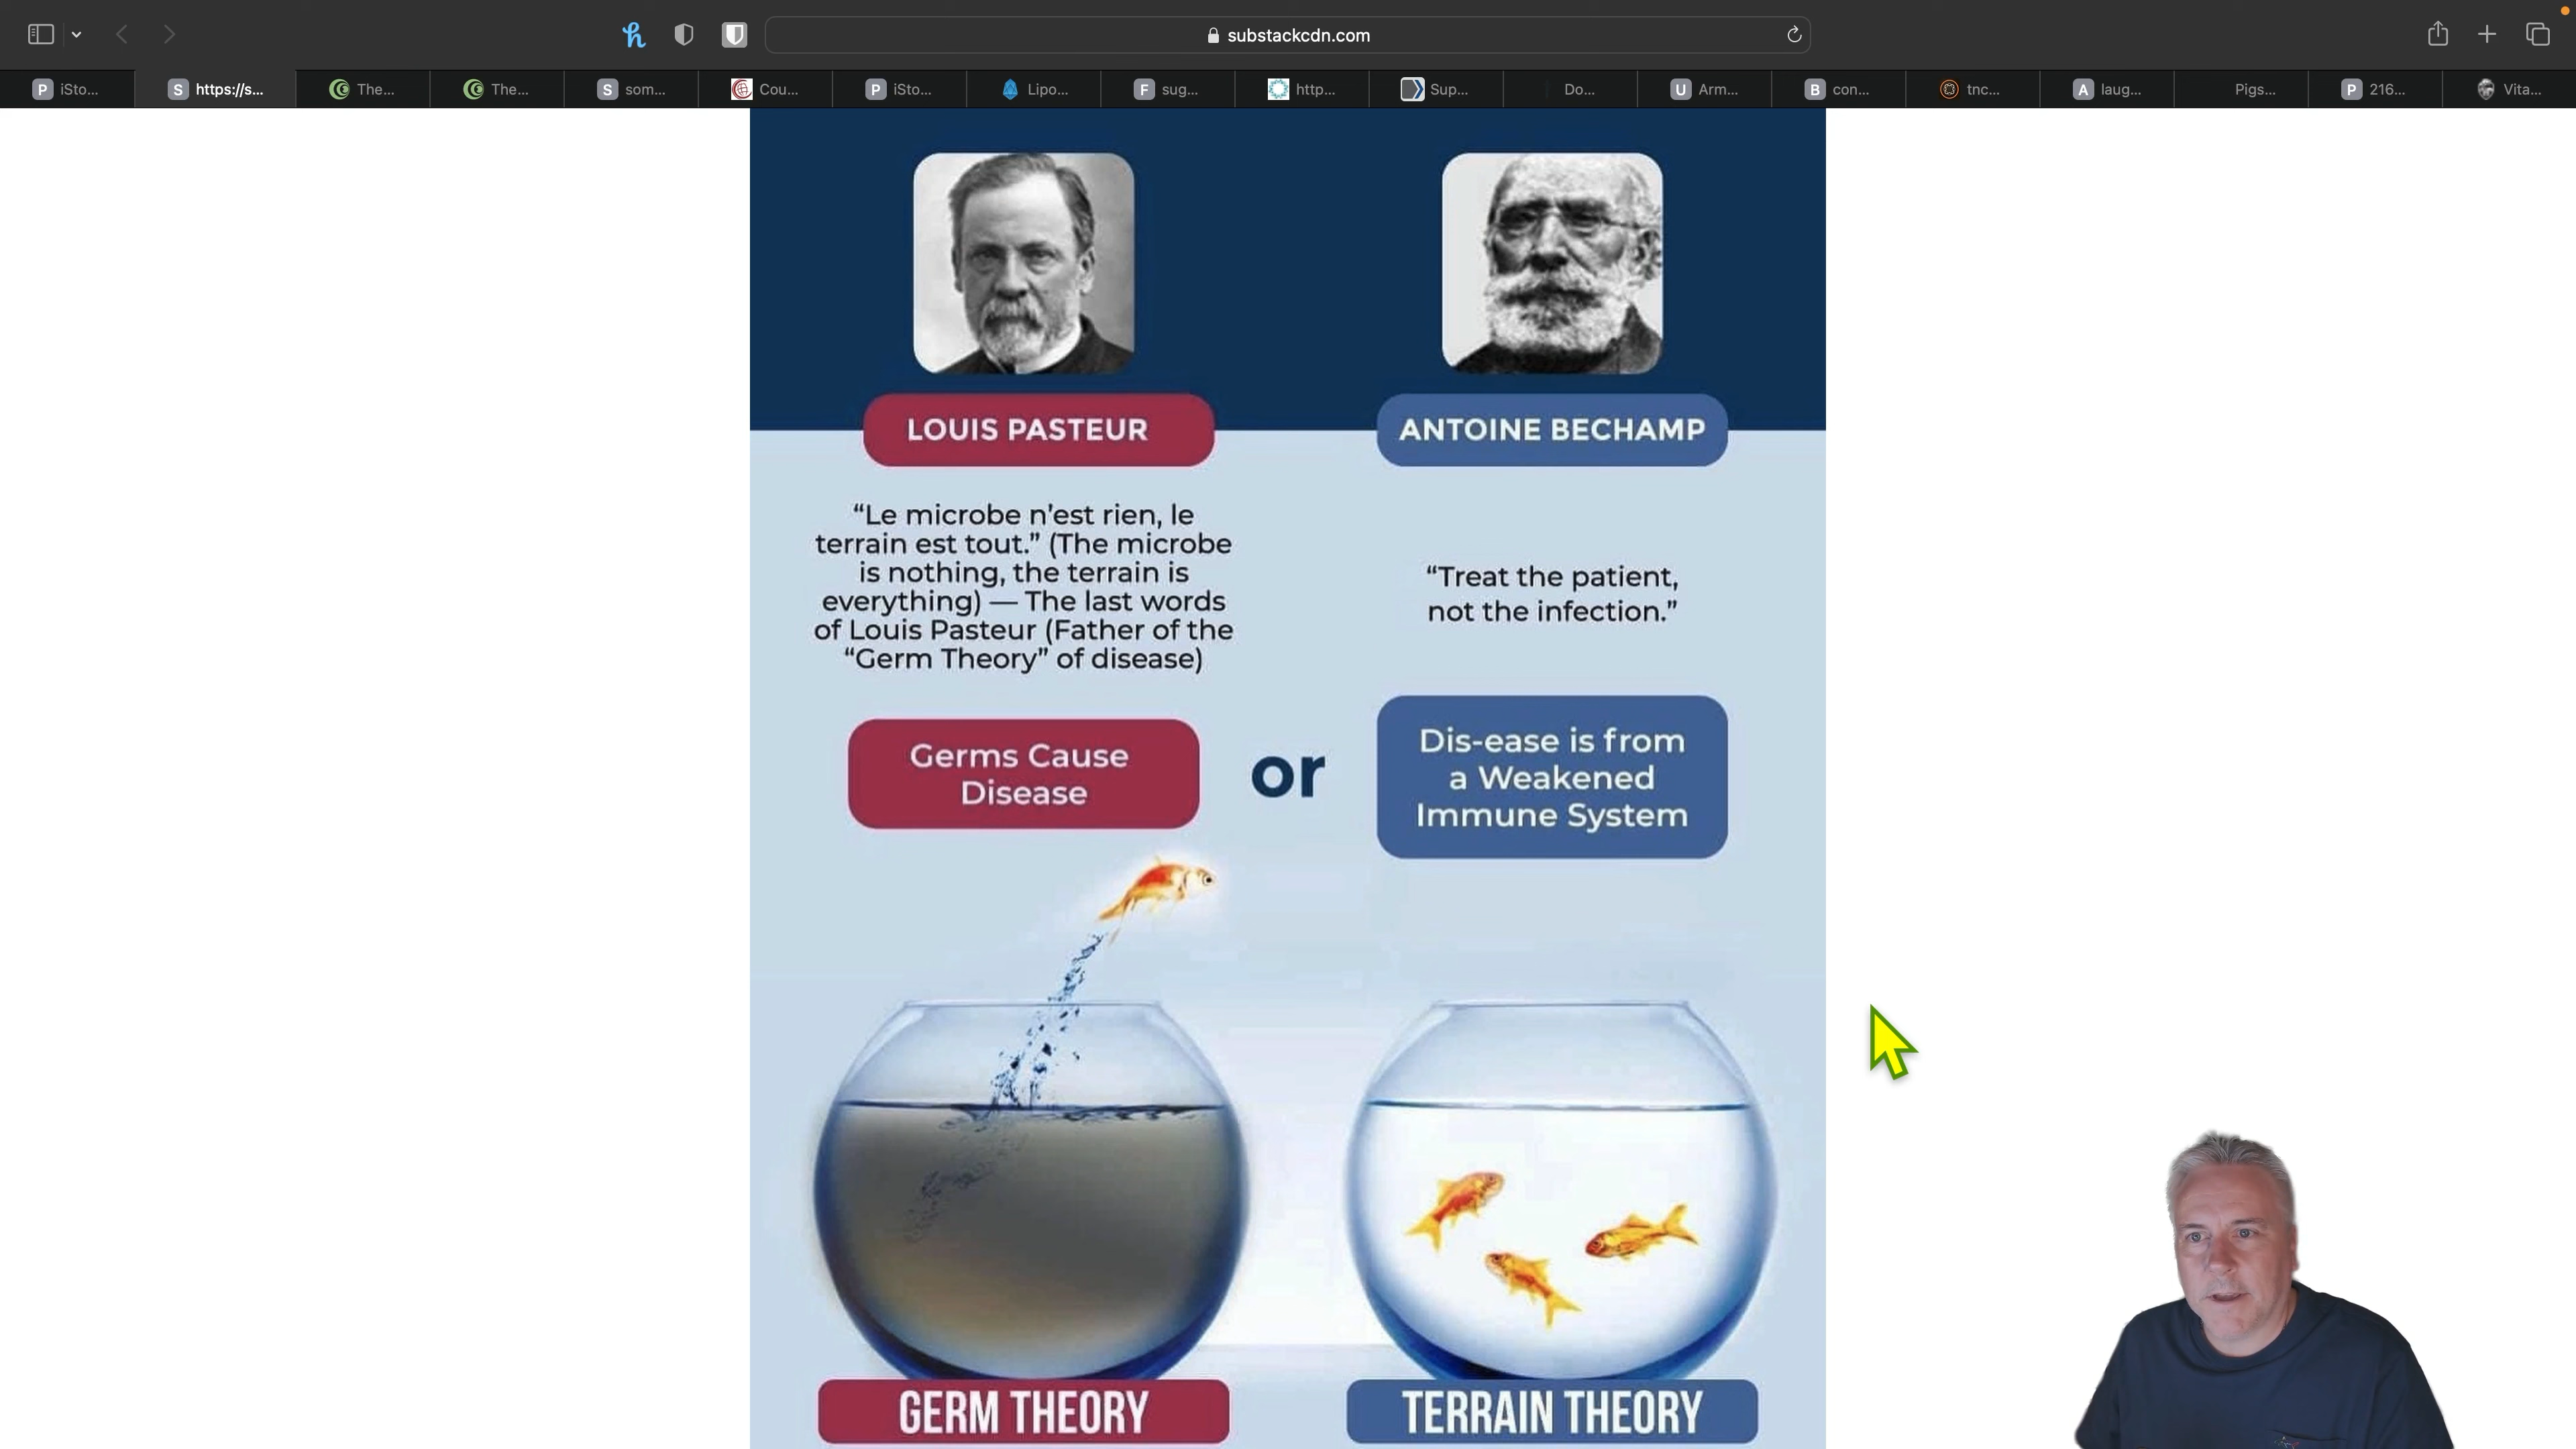 substackcdn.com
P iSto...
S https://s...
The...
The...
S som...
Cou...
P iSto...
Lipo...
F sug...
http...
Sup...
Do...
U Arm...
B con...
tnc...
A laug...
Pigs...
P 216...
Vita...
LOUIS PASTEUR
“Le microbe n’est rien, le
terrain est tout.” (The microbe
is nothing, the terrain is
everything) — The last words
of Louis Pasteur (Father of the
“Germ Theory” of disease)
Germs Cause
Disease
or
ANTOINE BECHAMP
“Treat the patient,
not the infection.”
Dis-ease is from
a Weakened
Immune System
GERM THEORY
TERRAIN THEORY